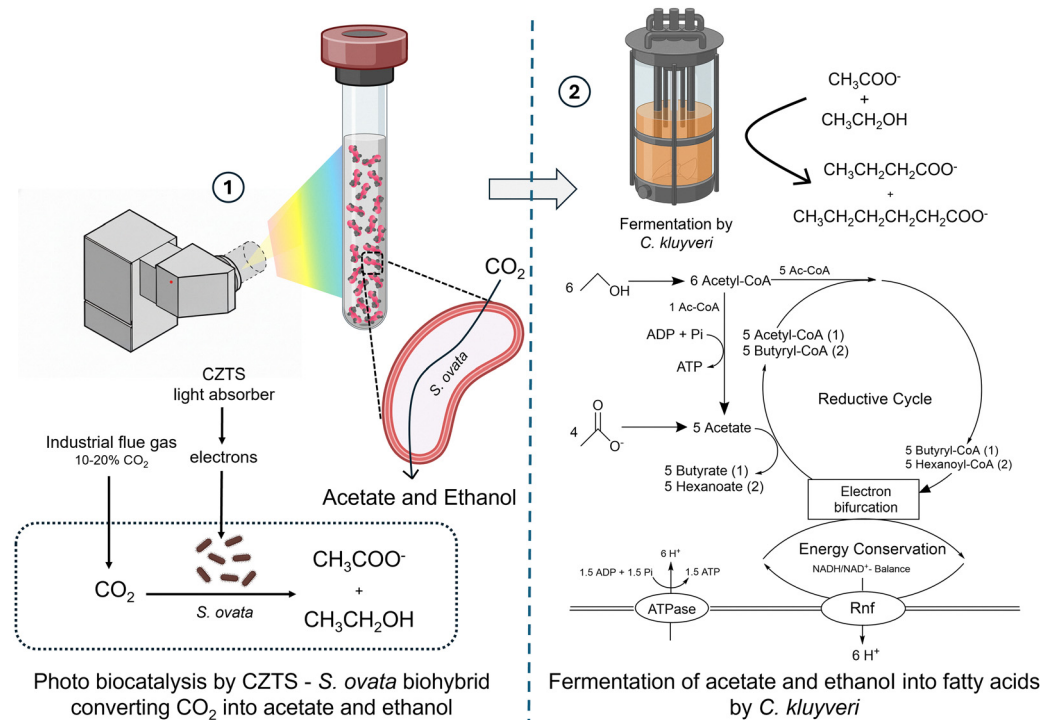 1
CO₂
S. ovata
CZTS
light absorber
Industrial flue gas
10-20% CO₂
electrons
Acetate and Ethanol
CO₂
S. ovata
CH₃COO⁻
+
CH₃CH₂OH
Photo biocatalysis by CZTS - S. ovata biohybrid
converting CO₂ into acetate and ethanol
2
Fermentation by
C. kluyveri
CH₃COO⁻
+
CH₃CH₂OH
CH₃CH₂CH₂COO⁻
+
CH₃CH₂CH₂CH₂CH₂COO⁻
6
OH
6 Acetyl-CoA
5 Ac-CoA
1 Ac-CoA
ADP + Pi
ATP
5 Acetyl-CoA (1)
5 Butyryl-CoA (2)
Reductive Cycle
4
O
O⁻
5 Acetate
5 Butyrate (1)
5 Hexanoate (2)
5 Butyryl-CoA (1)
5 Hexanoyl-CoA (2)
Electron
bifurcation
Energy Conservation
NADH/NAD⁺- Balance
6 H⁺
1.5 ADP + 1.5 Pi
1.5 ATP
ATPase
Rnf
6 H⁺
Fermentation of acetate and ethanol into fatty acids
by C. kluyveri